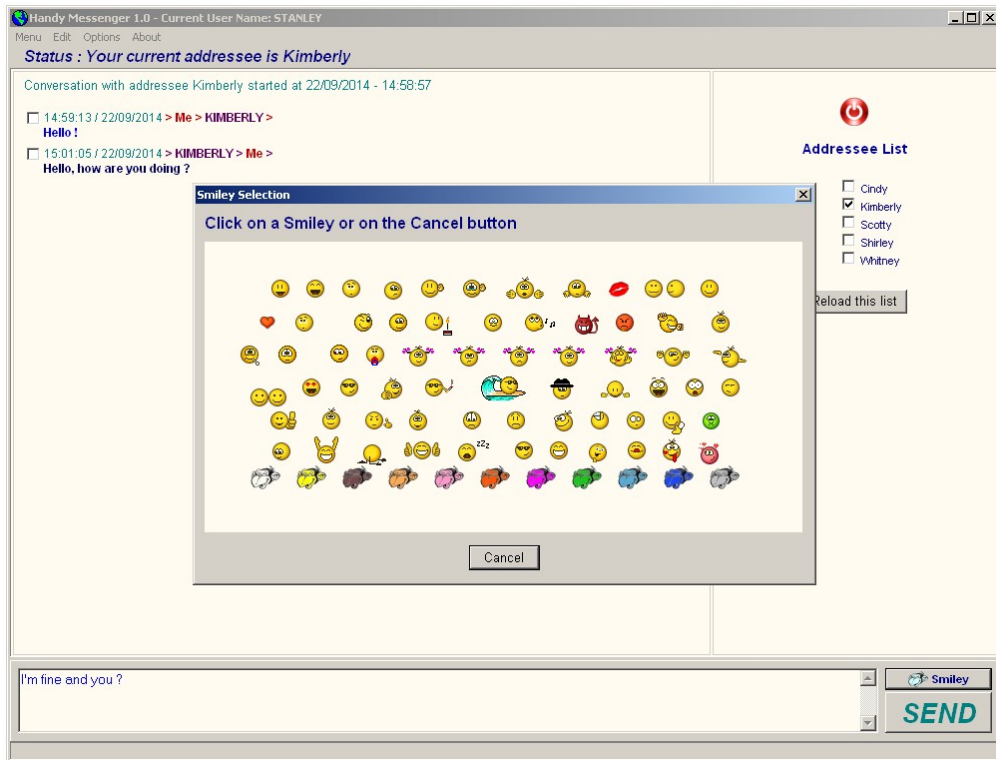 Handy Messenger 1.0 - Current User Name: STANLEY
Menu Edit Options About
Status : Your current addressee is Kimberly
Conversation with addressee Kimberly started at 22/09/2014 - 14:58:57
14:59:13 / 22/09/2014 > Me > KIMBERLY >
Hello !
15:01:05 / 22/09/2014 > KIMBERLY > Me >
Hello, how are you doing ?
Addressee List
Cindy
Kimberly
Scotty
Shirley
Whitney
Reload this list
Smiley Selection
Click on a Smiley or on the Cancel button
zzz
Cancel
I'm fine and you ?
Smiley
SEND